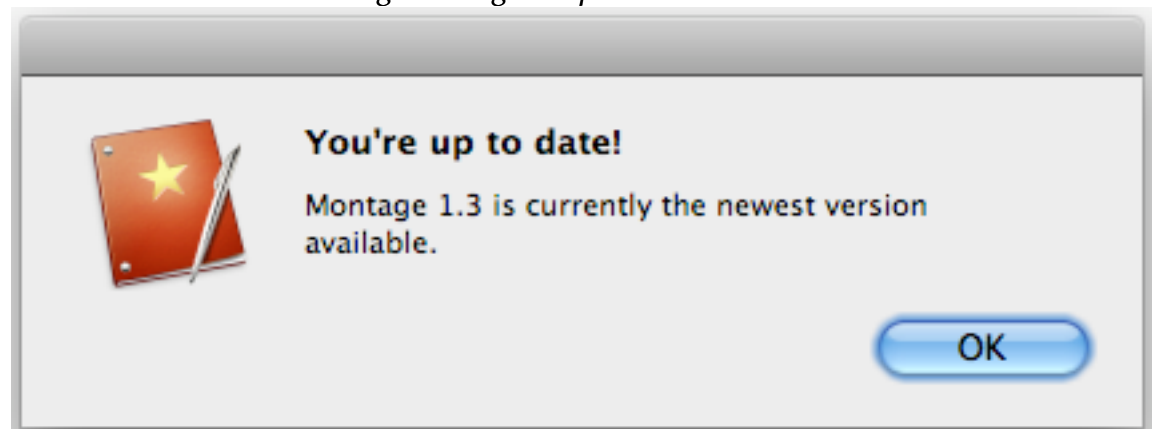 You're up to date!
Montage 1.3 is currently the newest version
available.
OK